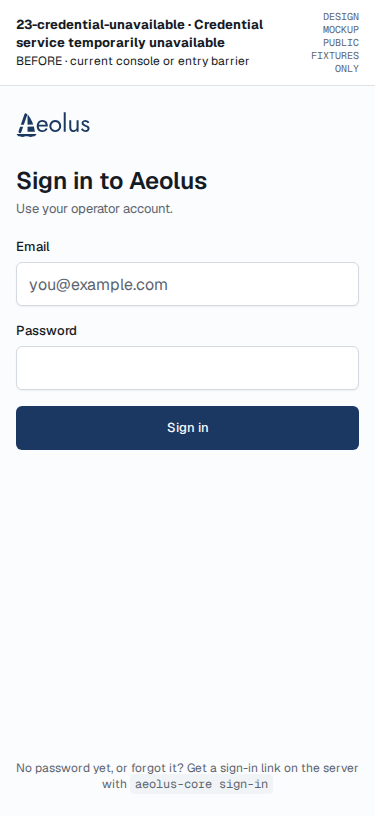 23-credential-unavailable · Credential
service temporarily unavailable
BEFORE · current console or entry barrier
DESIGN
MOCKUP
PUBLIC
FIXTURES
ONLY
Aeolus
Sign in to Aeolus
Use your operator account.
Email
you@example.com
Password
Sign in
No password yet, or forgot it? Get a sign-in link on the server
with aeolus-core sign-in